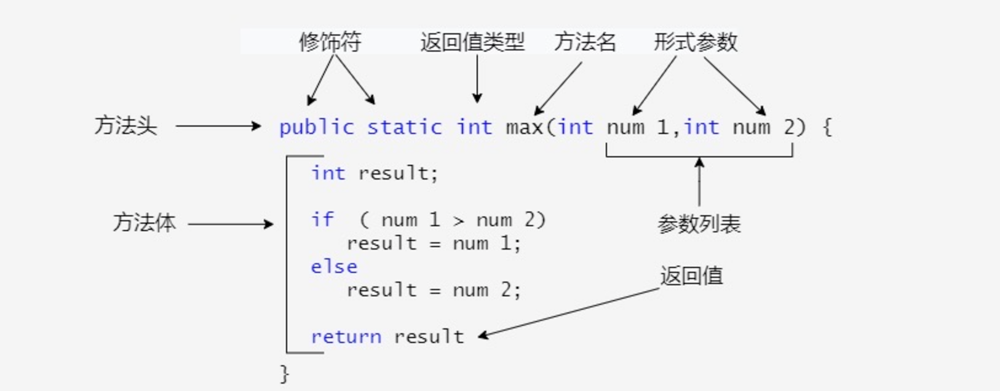 修饰符 返回值类型 方法名 形式参数
方法头 public static int max(int num 1,int num 2) {
int result;
方法体 if ( num 1 > num 2) 参数列表
result = num 1;
else
返回值
result = num 2;
return result
}